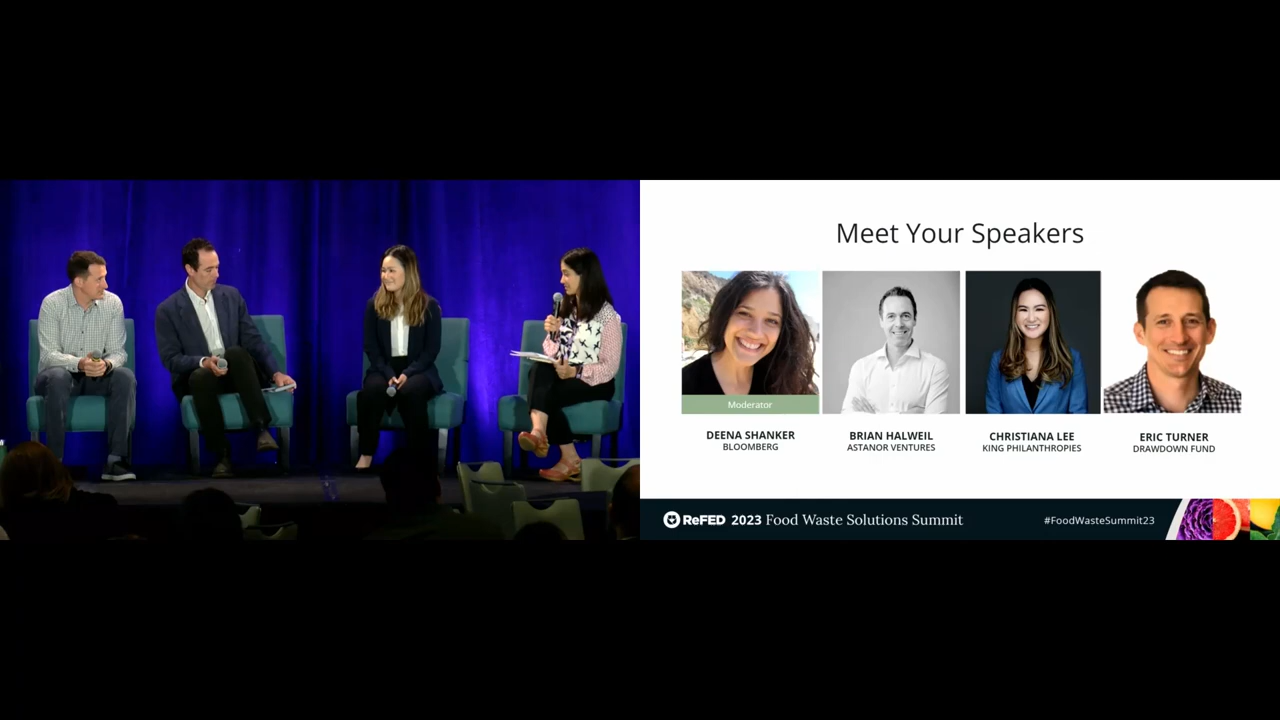 Meet Your Speakers
Moderator
DEENA SHANKER
BLOOMBERG
BRIAN HALWEIL
ASTANOR VENTURES
CHRISTIANA LEE
KING PHILANTHROPIES
ERIC TURNER
DRAWDOWN FUND
ReFED 2023 Food Waste Solutions Summit
#FoodWasteSummit23